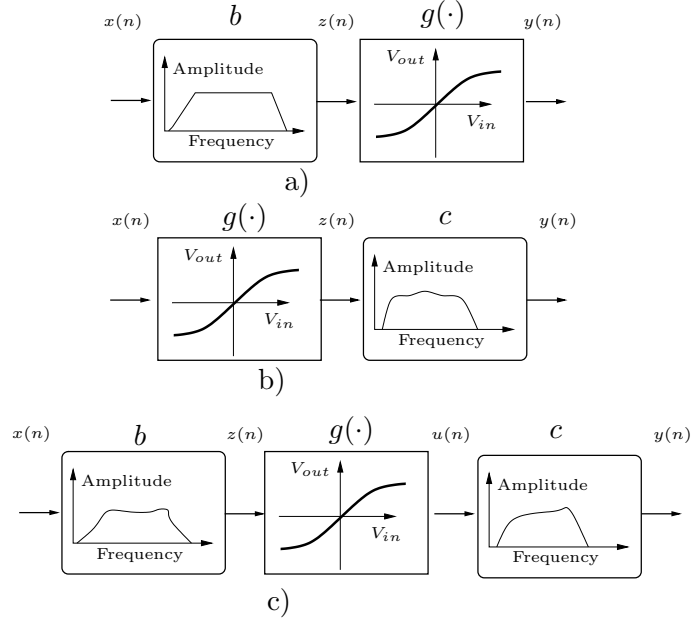 b
g(·)
x(n) z(n) y(n)
Amplitude
Frequency
V_out
V_in
a)
g(·)
c
x(n) z(n) y(n)
V_out
V_in
Amplitude
Frequency
b)
b
g(·)
c
x(n) z(n) u(n) y(n)
Amplitude
Frequency
V_out
V_in
Amplitude
Frequency
c)